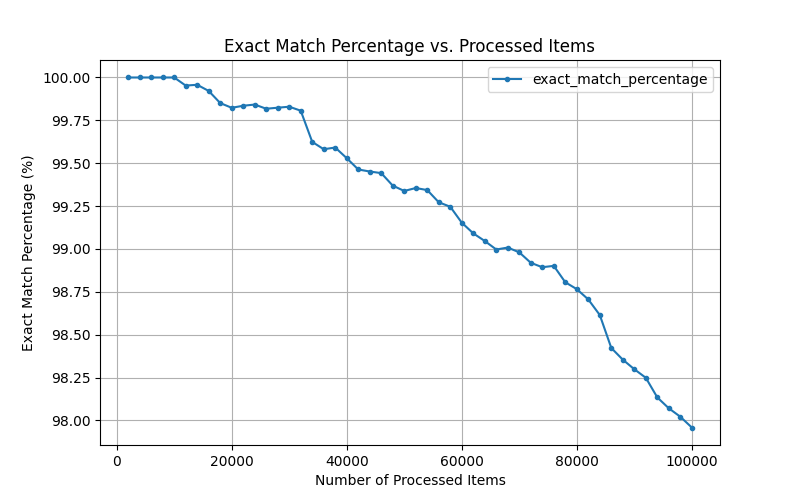 Exact Match Percentage vs. Processed Items
exact_match_percentage
Exact Match Percentage (%)
100.00
99.75
99.50
99.25
99.00
98.75
98.50
98.25
98.00
0 20000 40000 60000 80000 100000
Number of Processed Items